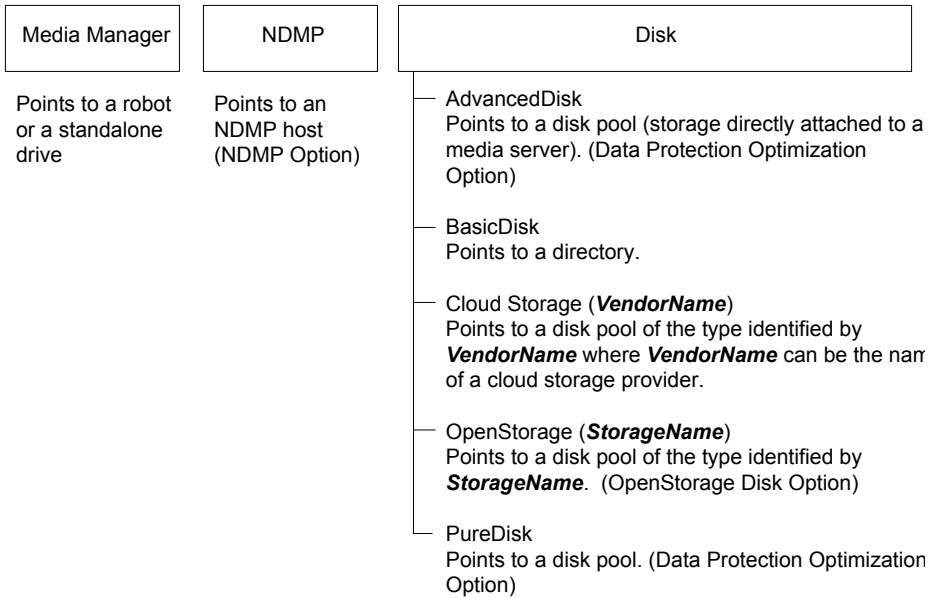 Media Manager
NDMP
Disk
Points to a robot
or a standalone
drive
Points to an
NDMP host
(NDMP Option)
AdvancedDisk
Points to a disk pool (storage directly attached to a
media server). (Data Protection Optimization
Option)
BasicDisk
Points to a directory.
Cloud Storage (VendorName)
Points to a disk pool of the type identified by
VendorName where VendorName can be the nam
of a cloud storage provider.
OpenStorage (StorageName)
Points to a disk pool of the type identified by
StorageName. (OpenStorage Disk Option)
PureDisk
Points to a disk pool. (Data Protection Optimization
Option)